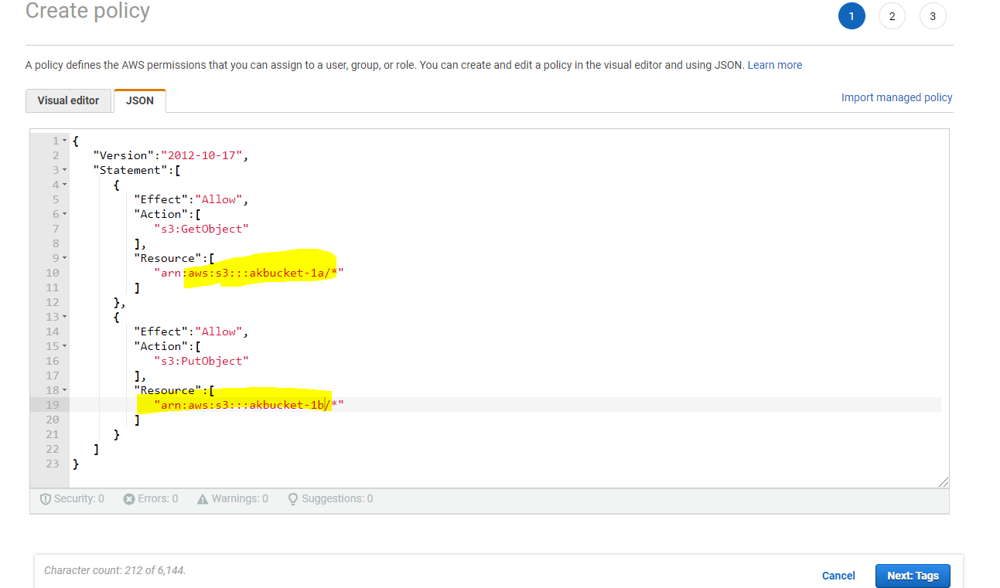 Create policy
1 2 3
A policy defines the AWS permissions that you can assign to a user, group, or role. You can create and edit a policy in the visual editor and using JSON. Learn more
Visual editor JSON Import managed policy
1 {
2 "Version":"2012-10-17",
3 "Statement":[
4 {
5 "Effect":"Allow",
6 "Action":[
7 "s3:GetObject"
8 ],
9 "Resource":[
10 "arn:aws:s3:::akbucket-1a/*"
11 ]
12 },
13 {
14 "Effect":"Allow",
15 "Action":[
16 "s3:PutObject"
17 ],
18 "Resource":[
19 "arn:aws:s3:::akbucket-1b/*"
20 ]
21 }
22 ]
23 }
Security: 0 Errors: 0 Warnings: 0 Suggestions: 0
Character count: 212 of 6,144.
Cancel Next: Tags